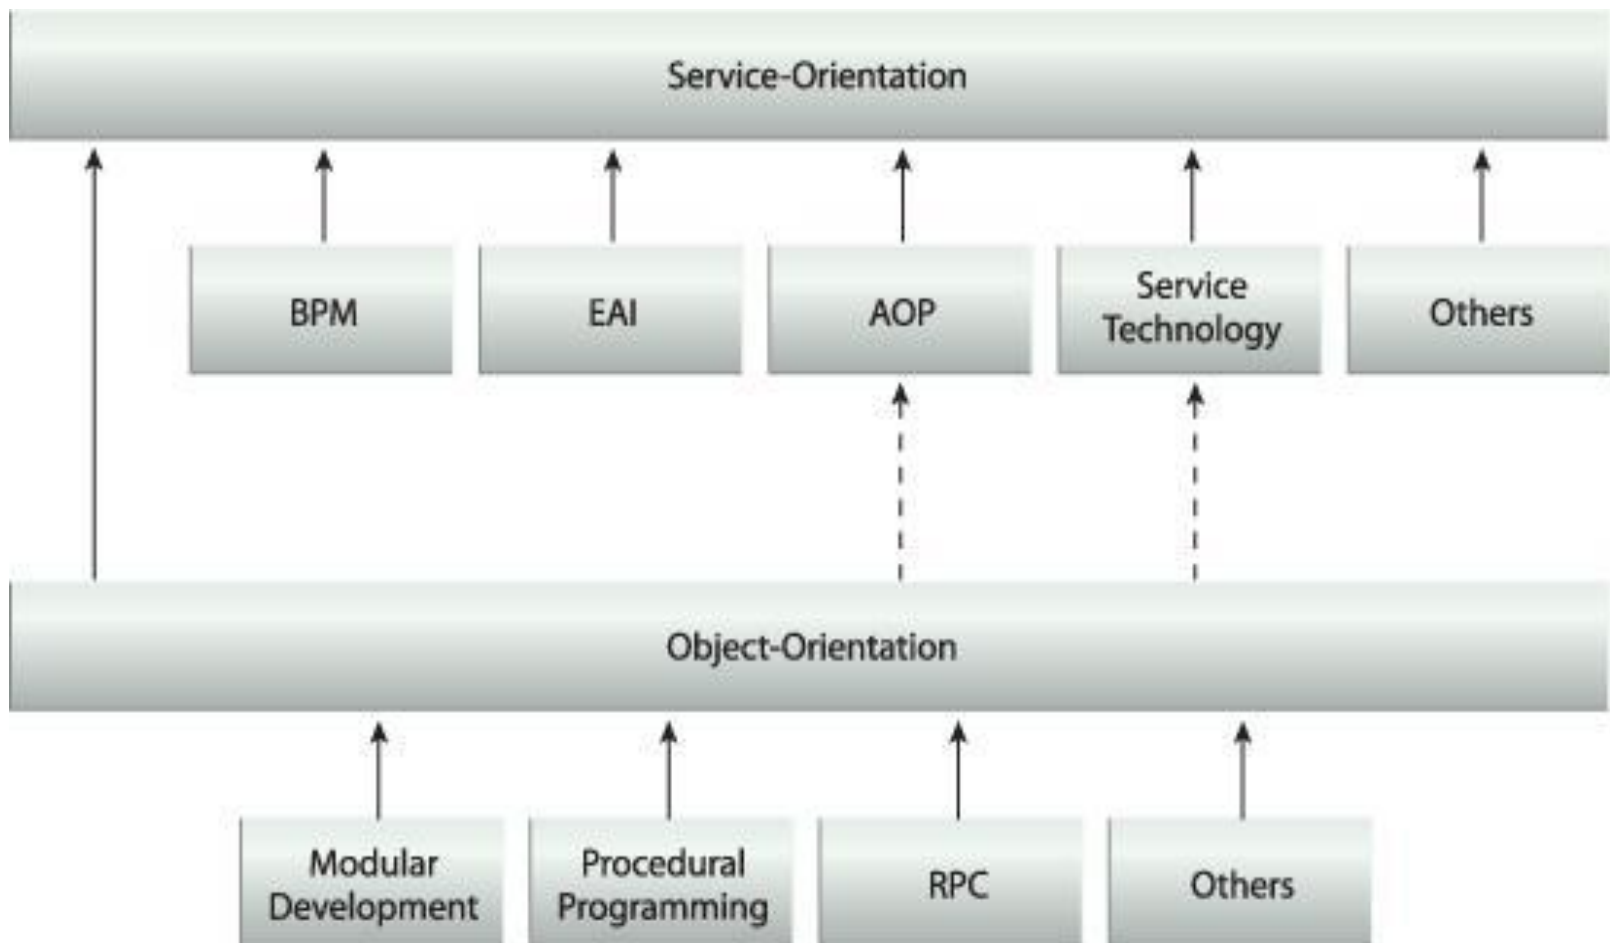 Service-Orientation
BPM
EAI
AOP
Service
Technology
Others
Object-Orientation
Modular
Development
Procedural
Programming
RPC
Others